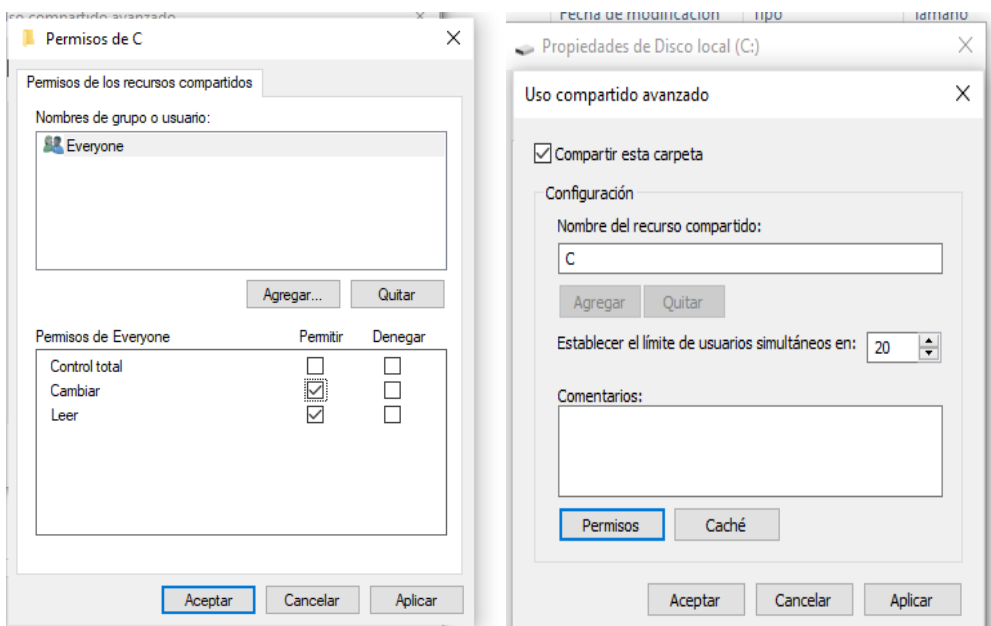 so compartido avanzado
Permisos de C
Permisos de los recursos compartidos
Nombres de grupo o usuario:
Everyone
Agregar...
Quitar
Permisos de Everyone
Permitir
Denegar
Control total
Cambiar
Leer
Aceptar
Cancelar
Aplicar
Fecha de modificación
Tipo
Tamaño
Propiedades de Disco local (C:)
Uso compartido avanzado
Compartir esta carpeta
Configuración
Nombre del recurso compartido:
C
Agregar
Quitar
Establecer el límite de usuarios simultáneos en:
20
Comentarios:
Permisos
Caché
Aceptar
Cancelar
Aplicar